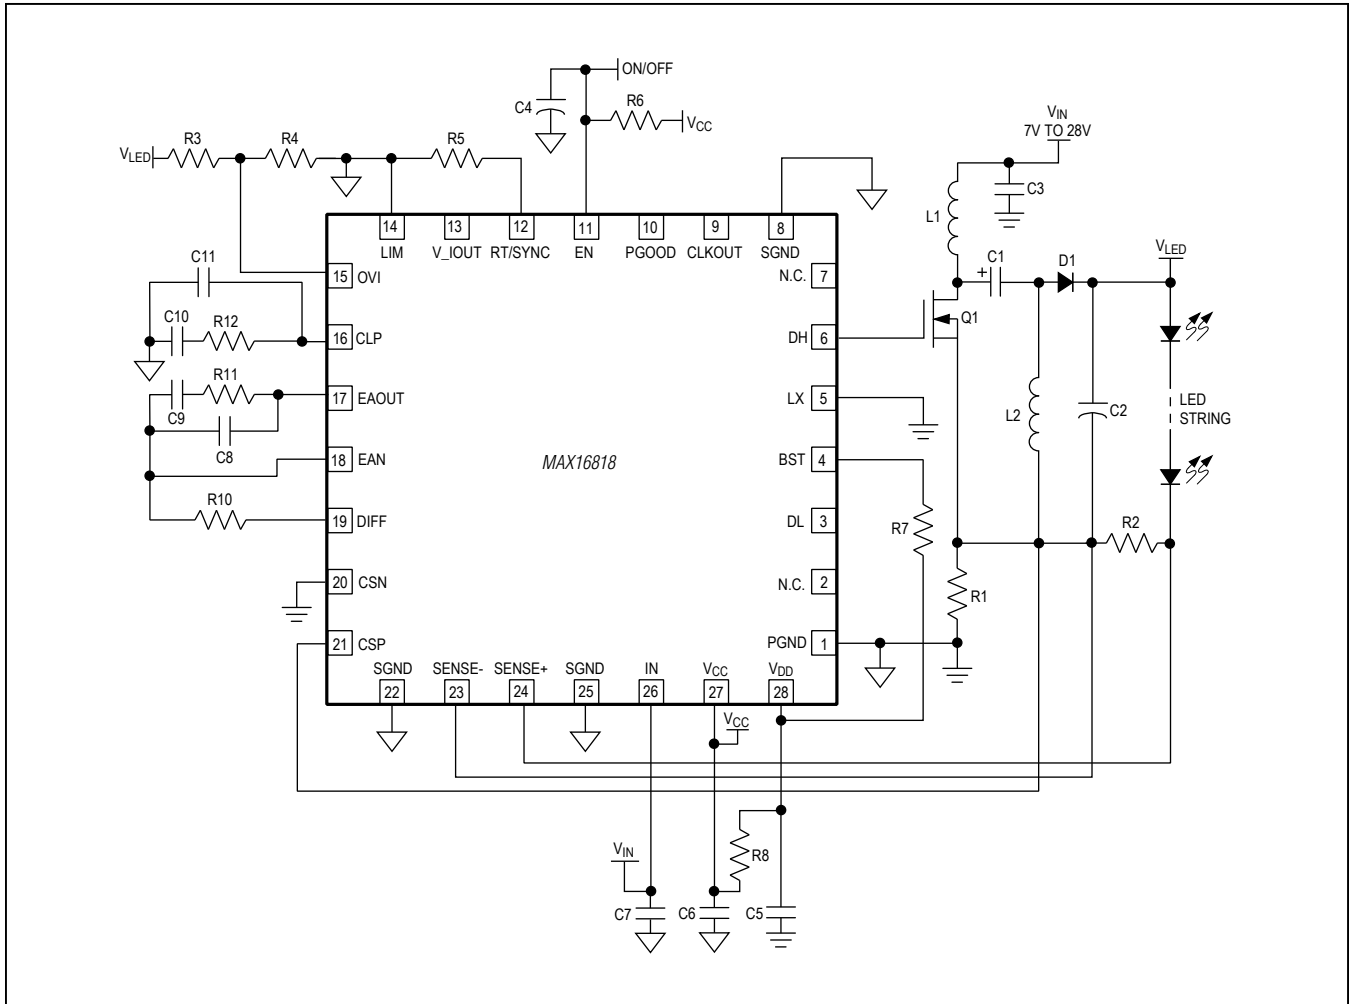 ON/OFF
C4
R6
VCC
VIN
7V TO 28V
R3
R4
R5
VLED
C3
L1
14
13
12
11
10
9
8
LIM
V_IOUT
RT/SYNC
EN
PGOOD
CLKOUT
SGND
C11
15
OVI
N.C.
7
+
C1
D1
VLED
C10
R12
16
CLP
DH
6
Q1
R11
C9
17
EAOUT
LX
5
L2
C2
LED
STRING
C8
18
EAN
MAX16818
BST
4
R10
19
DIFF
DL
3
R7
R2
20
CSN
N.C.
2
R1
21
CSP
PGND
1
SGND
SENSE-
SENSE+
SGND
IN
VCC
VDD
22
23
24
25
26
27
28
VCC
VIN
R8
C7
C6
C5